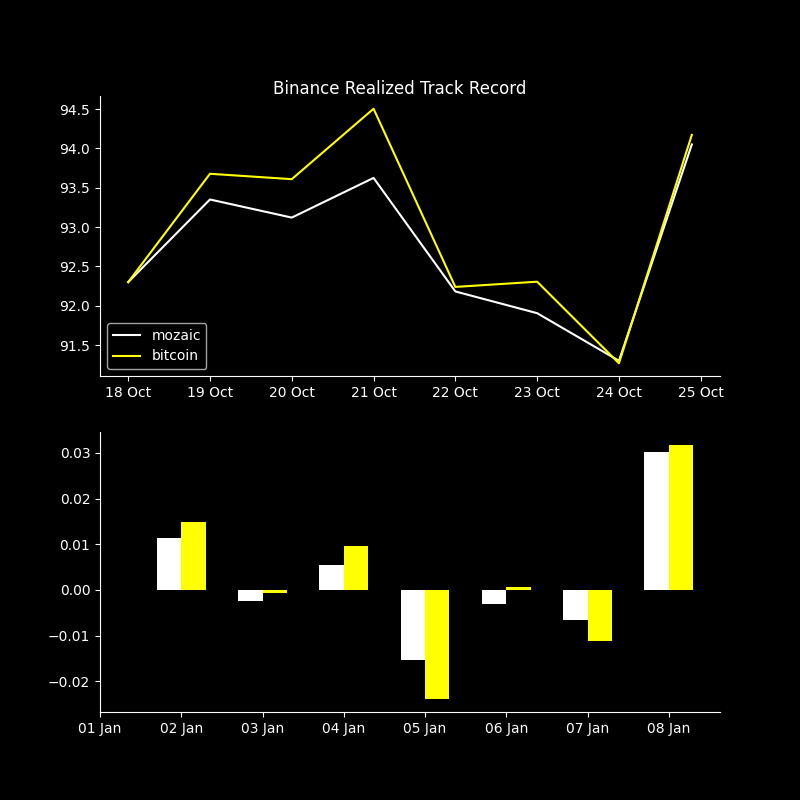 Binance Realized Track Record
94.5
94.0
93.5
93.0
92.5
92.0
91.5
mozaic
bitcoin
18 Oct 19 Oct 20 Oct 21 Oct 22 Oct 23 Oct 24 Oct 25 Oct
0.03
0.02
0.01
0.00
−0.01
−0.02
01 Jan 02 Jan 03 Jan 04 Jan 05 Jan 06 Jan 07 Jan 08 Jan